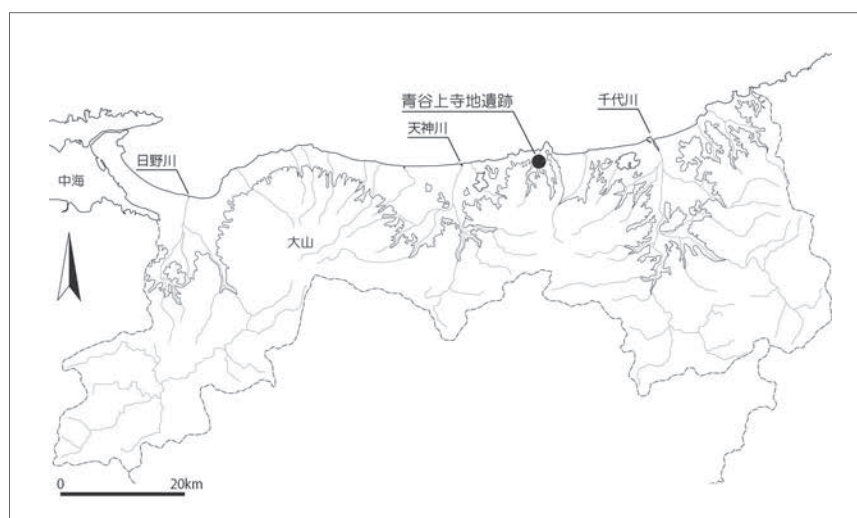 青谷上寺地遺跡
千代川
天神川
日野川
中海
大山
0 20km